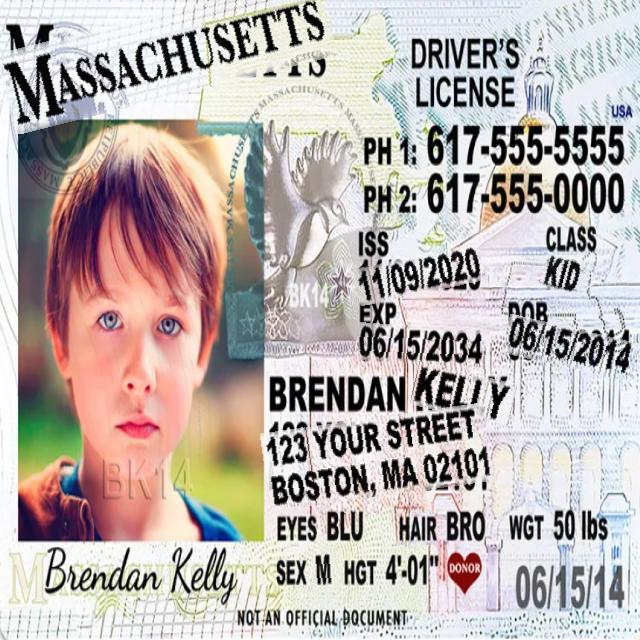 MASSACHUSETTS
DRIVER'S
LICENSE
USA
PH 1: 617-555-5555
PH 2: 617-555-0000
ISS
CLASS
11/09/2020
KID
EXP
DOB
06/15/2034
06/15/2014
BK14
BRENDAN KELLY
123 YOUR STREET
BOSTON, MA 02101
BK14
EYES BLU HAIR BRO WGT 50 lbs
SEX M HGT 4'-01" DONOR
06/15/14
Brendan Kelly
NOT AN OFFICIAL DOCUMENT